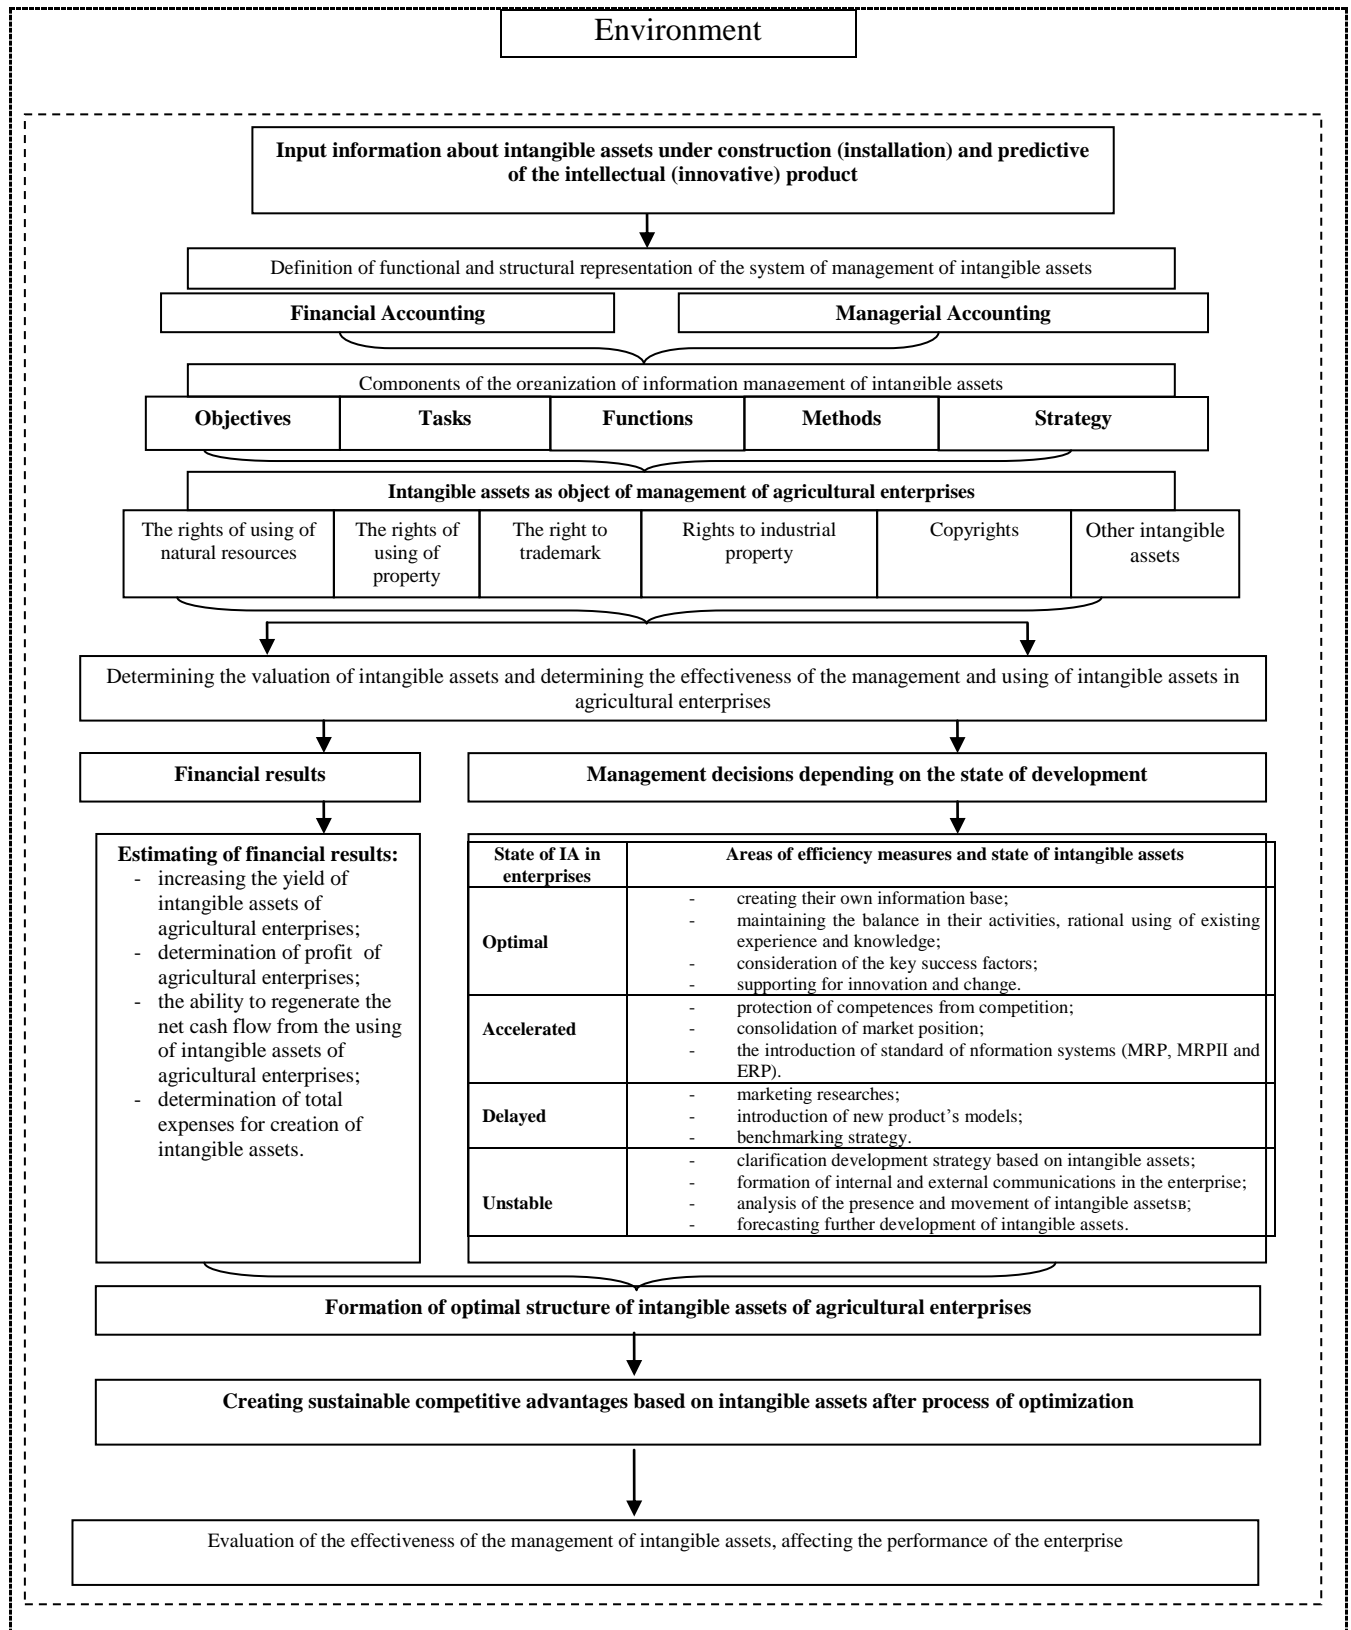 Environment
Input information about intangible assets under construction (installation) and predictive
of the intellectual (innovative) product
Definition of functional and structural representation of the system of management of intangible assets
Financial Accounting
Managerial Accounting
Components of the organization of information management of intangible assets
Objectives
Tasks
Functions
Methods
Strategy
Intangible assets as object of management of agricultural enterprises
The rights of using of
natural resources
The rights of
using of
property
The right to
trademark
Rights to industrial
property
Copyrights
Other intangible
assets
Determining the valuation of intangible assets and determining the effectiveness of the management and using of intangible assets in
agricultural enterprises
Financial results
Management decisions depending on the state of development
Estimating of financial results:
- increasing the yield of
intangible assets of
agricultural enterprises;
- determination of profit of
agricultural enterprises;
- the ability to regenerate the
net cash flow from the using
of intangible assets of
agricultural enterprises;
- determination of total
expenses for creation of
intangible assets.
State of IA in
enterprises
Areas of efficiency measures and state of intangible assets
Optimal
- creating their own information base;
- maintaining the balance in their activities, rational using of existing
experience and knowledge;
- consideration of the key success factors;
- supporting for innovation and change.
Accelerated
- protection of competences from competition;
- consolidation of market position;
- the introduction of standard of nformation systems (MRP, MRPII and
ERP).
Delayed
- marketing researches;
- introduction of new product’s models;
- benchmarking strategy.
Unstable
- clarification development strategy based on intangible assets;
- formation of internal and external communications in the enterprise;
- analysis of the presence and movement of intangible assetsв;
- forecasting further development of intangible assets.
Formation of optimal structure of intangible assets of agricultural enterprises
Creating sustainable competitive advantages based on intangible assets after process of optimization
Evaluation of the effectiveness of the management of intangible assets, affecting the performance of the enterprise